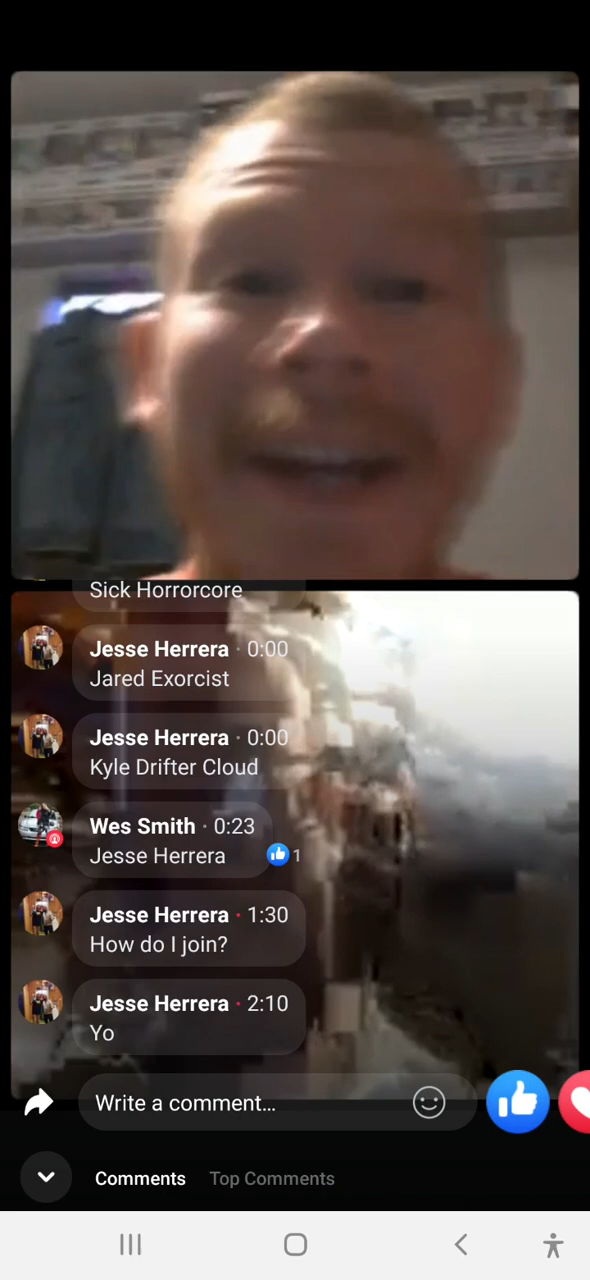 Sick Horrorcore
Jesse Herrera · 0:00
Jared Exorcist
Jesse Herrera · 0:00
Kyle Drifter Cloud
Wes Smith · 0:23
Jesse Herrera
1
Jesse Herrera · 1:30
How do I join?
Jesse Herrera · 2:10
Yo
Write a comment...
Comments Top Comments